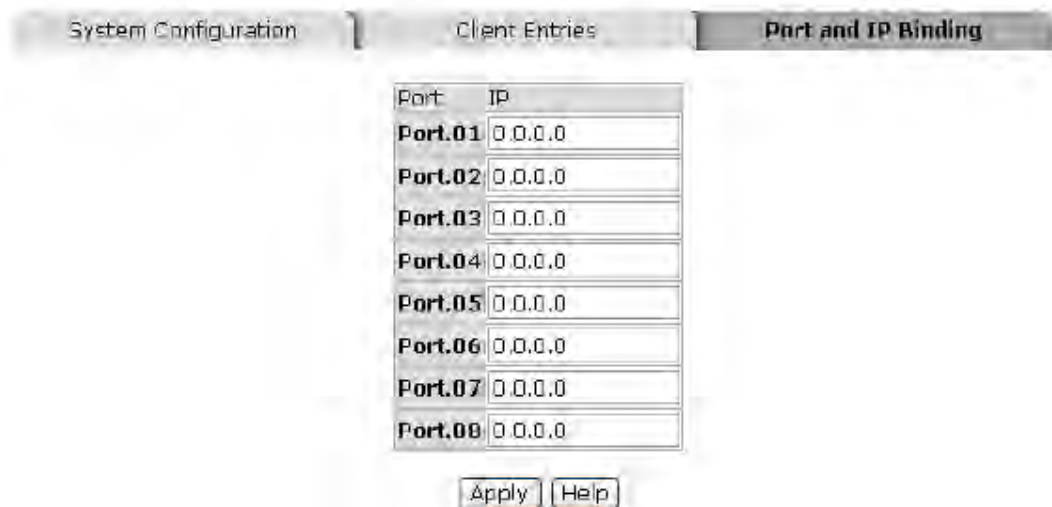 System Configuration
Client Entries
Port and IP Binding
Port IP
Port.01 0.0.0.0
Port.02 0.0.0.0
Port.03 0.0.0.0
Port.04 0.0.0.0
Port.05 0.0.0.0
Port.06 0.0.0.0
Port.07 0.0.0.0
Port.08 0.0.0.0
Apply Help